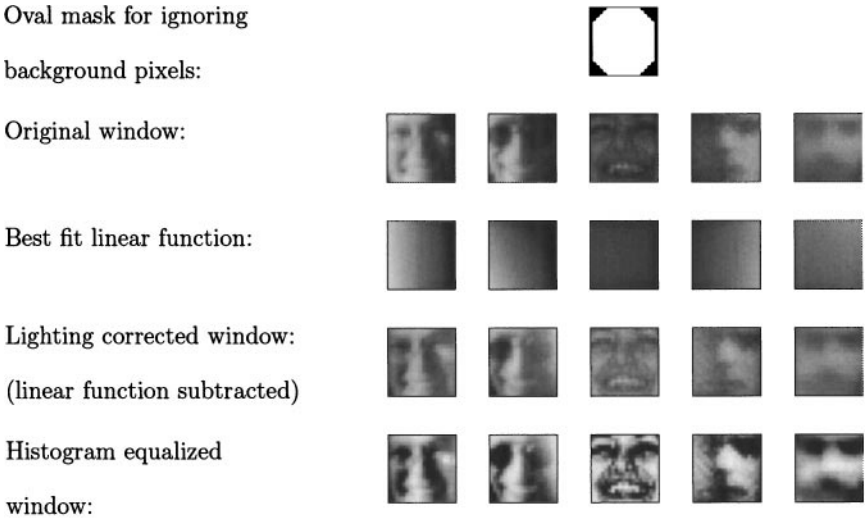 Oval mask for ignoring
background pixels:
Original window:
Best fit linear function:
Lighting corrected window:
(linear function subtracted)
Histogram equalized
window: